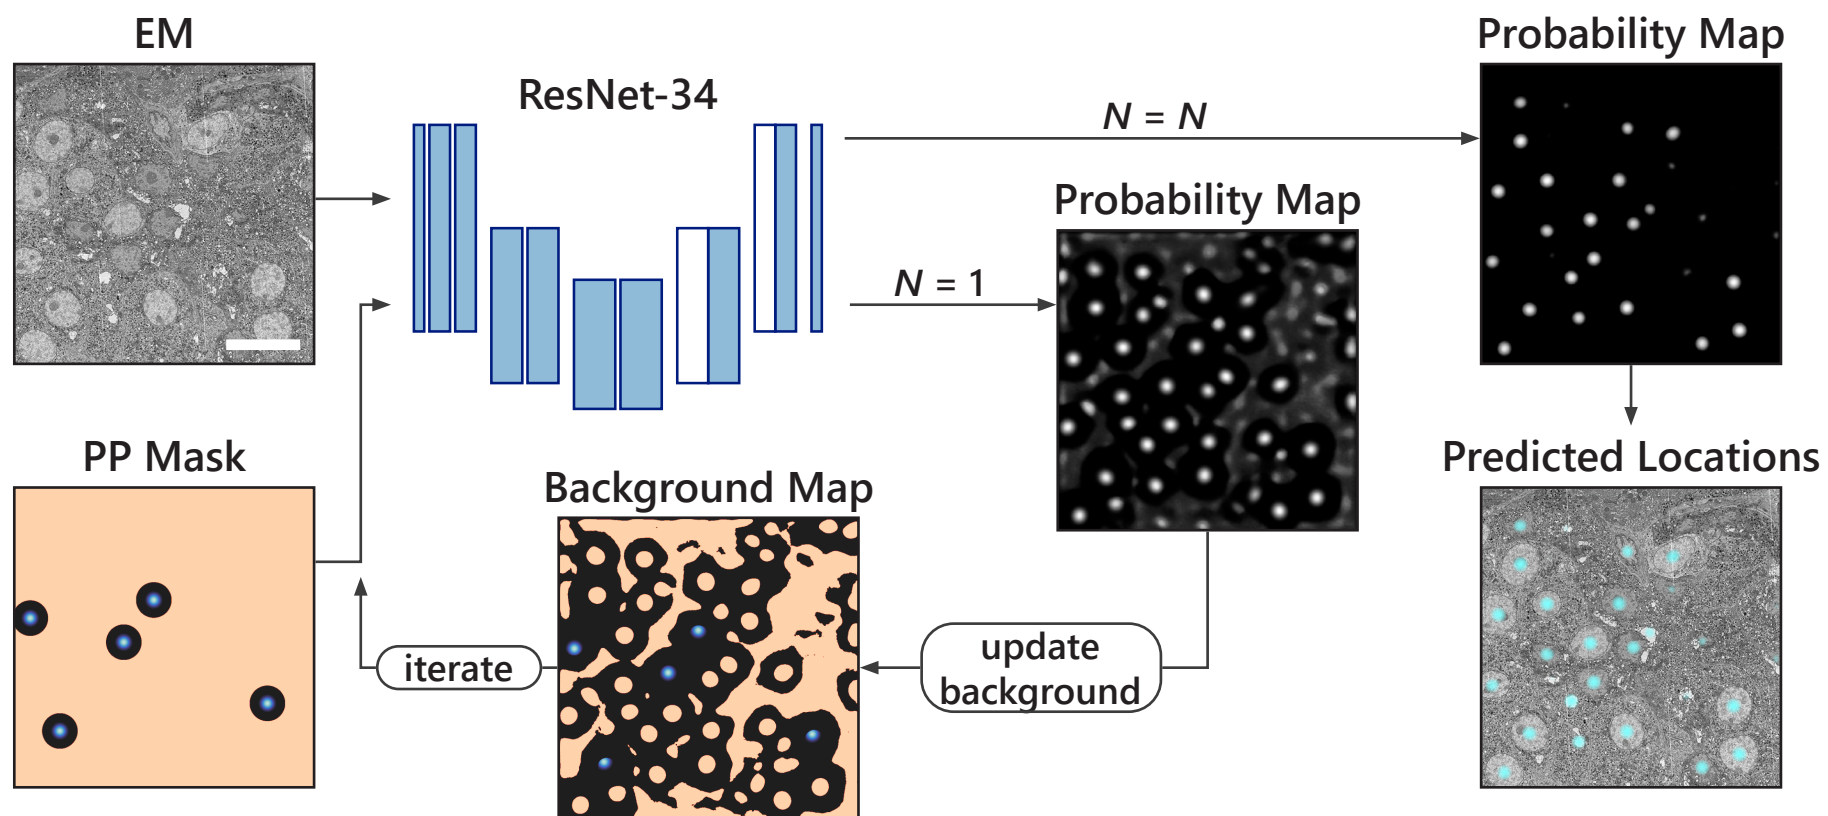 EM
ResNet-34
N = N
Probability Map
Probability Map
N = 1
PP Mask
Background Map
Predicted Locations
iterate
update
background